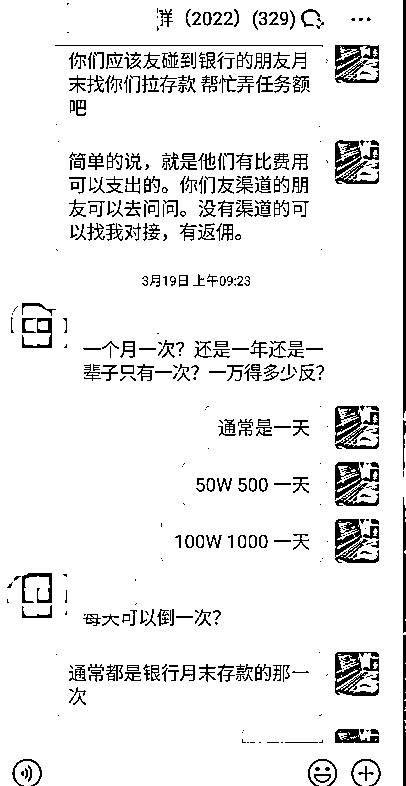 群（2022）(329)
你们应该友碰到银行的朋友月
末找你们拉存款 帮忙弄任务额
吧
简单的说，就是他们有比费用
可以支出的。你们友渠道的朋
友可以去问问。没有渠道的可
以找我对接，有返佣。
3月19日 上午09:23
一个月一次？还是一年还是一
辈子只有一次？一万得多少反？
通常是一天
50W 500 一天
100W 1000 一天
每天可以倒一次？
通常都是银行月末存款的那一
次